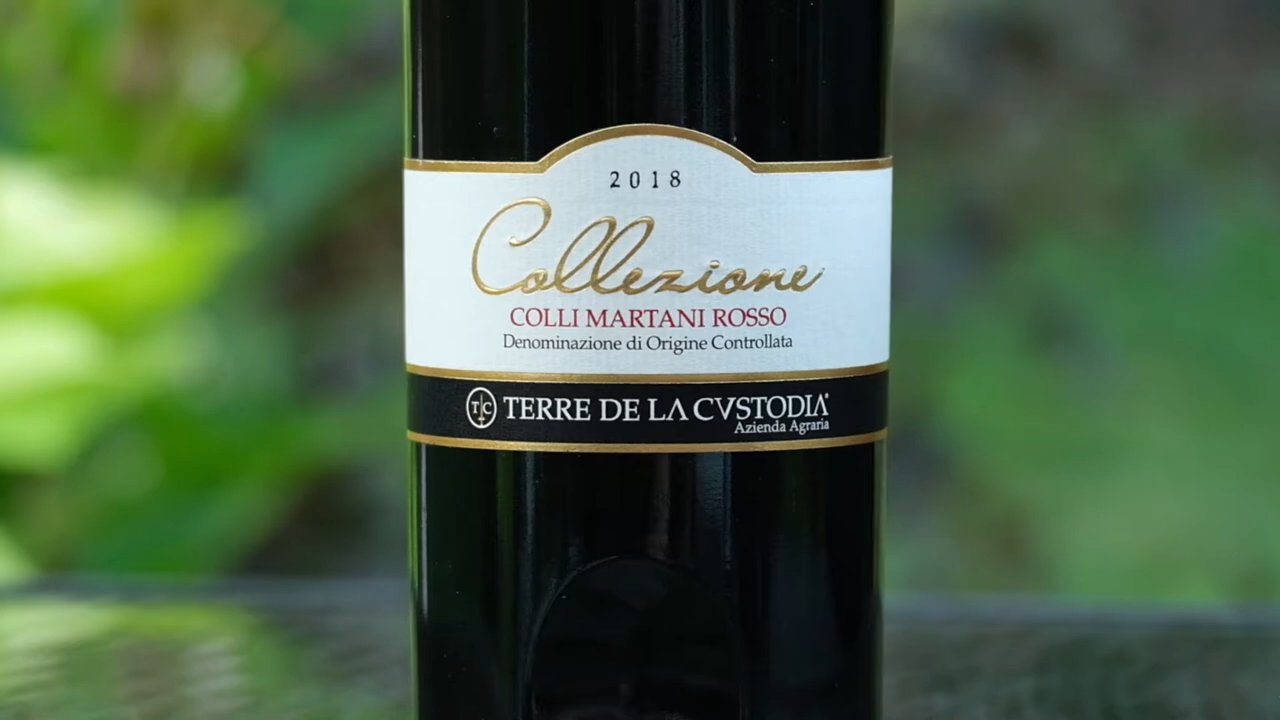 2018
Collezione
COLLI MARTANI ROSSO
Denominazione di Origine Controllata
TC TERRE DE LA CVSTODIA
Azienda Agraria